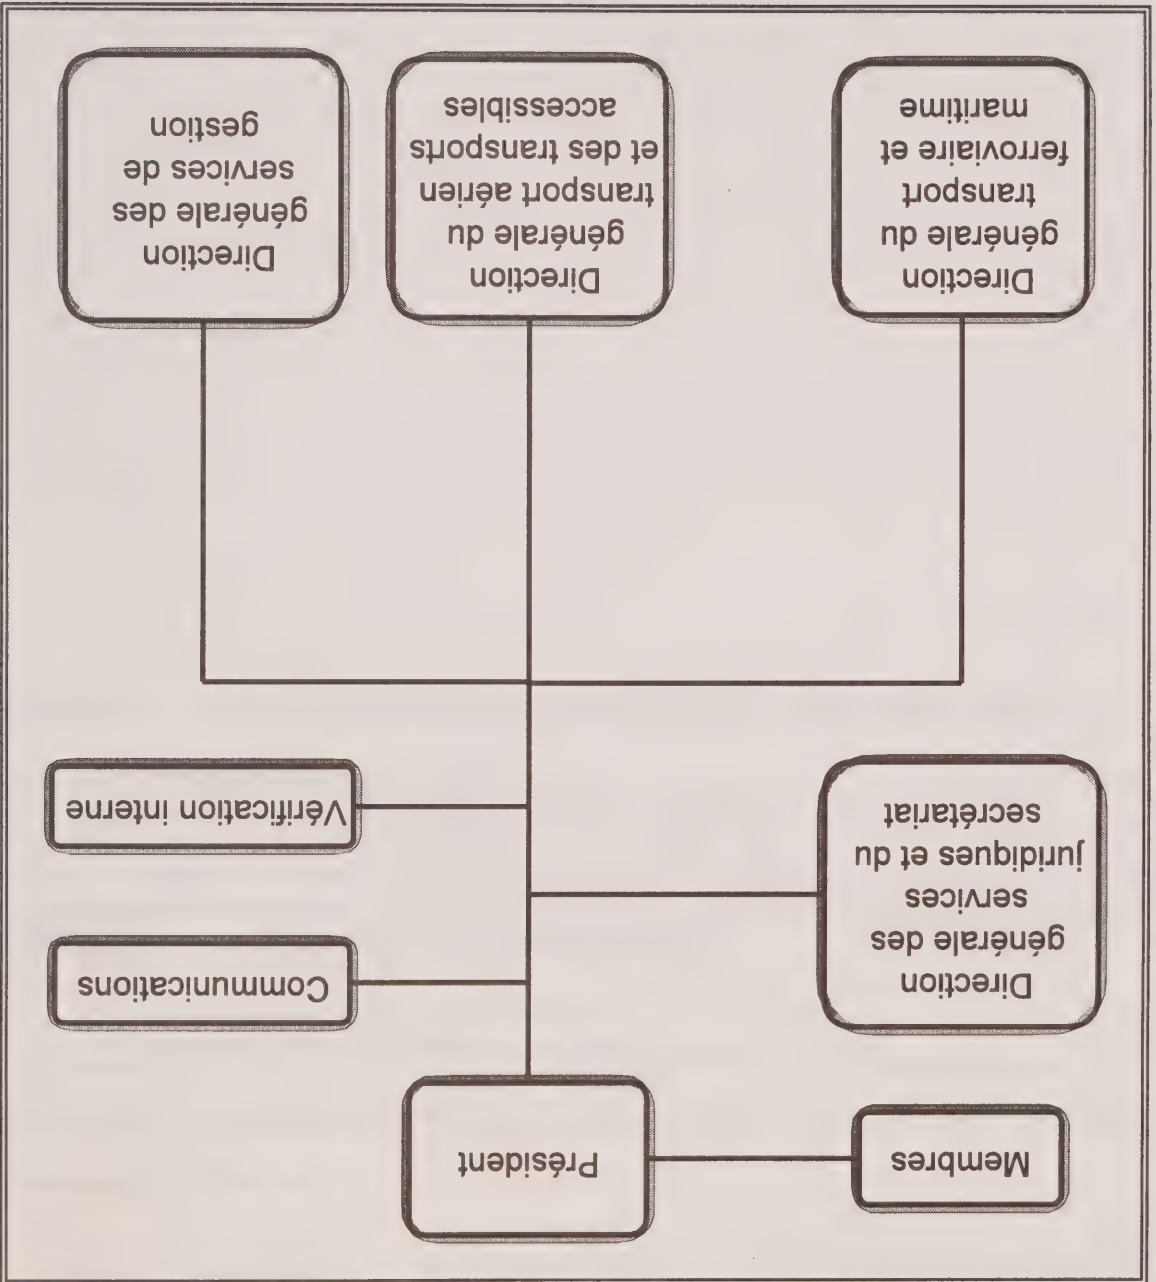 Membres
Président
Direction
générale des
services
juridiques et du
secrétariat
Communications
Vérification interne
Direction
générale du
transport
ferroviaire et
maritime
Direction
générale du
transport aérien
et des transports
accessibles
Direction
générale des
services de
gestion